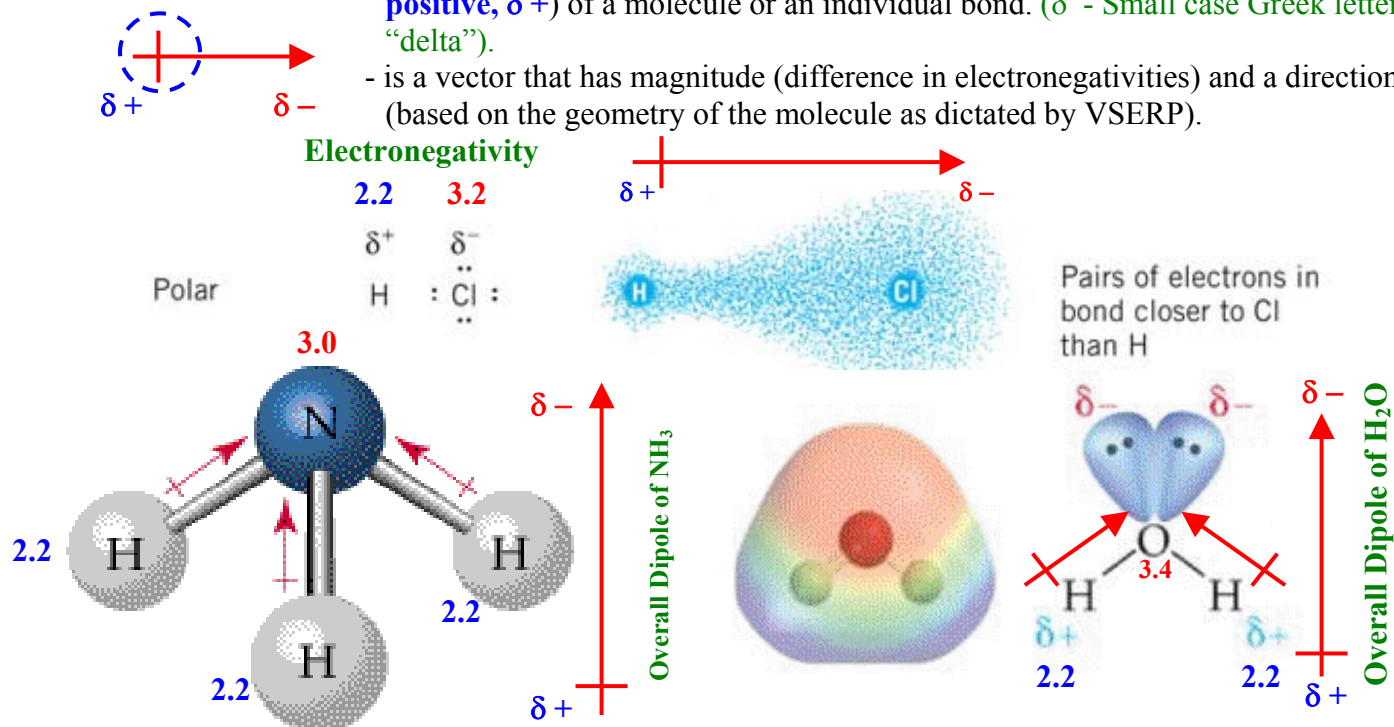 positive, δ +) of a molecule or an individual bond. (δ - Small case Greek letter
“delta”).
δ + δ –
- is a vector that has magnitude (difference in electronegativities) and a direction
(based on the geometry of the molecule as dictated by VSERP).
Electronegativity
2.2 3.2
δ + δ –
δ+ δ–
Polar
H : Cl :
H Cl
Pairs of electrons in
bond closer to Cl
than H
3.0
N
H H H
2.2
2.2
2.2
δ –
Overall Dipole of NH₃
δ +
δ– δ–
O
3.4
H H
δ+ δ+
2.2 2.2
δ –
Overall Dipole of H₂O
δ +